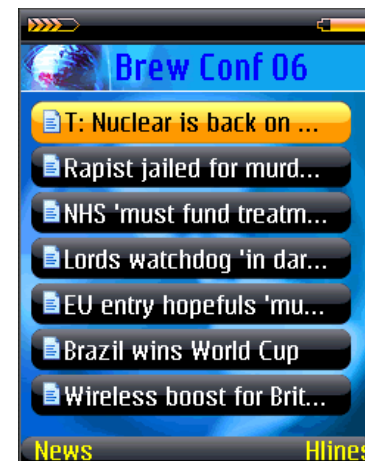 Brew Conf 06
T: Nuclear is back on ...
Rapist jailed for murd...
NHS 'must fund treatm...
Lords watchdog 'in dar...
EU entry hopefuls 'mu...
Brazil wins World Cup
Wireless boost for Brit...
News Hlines